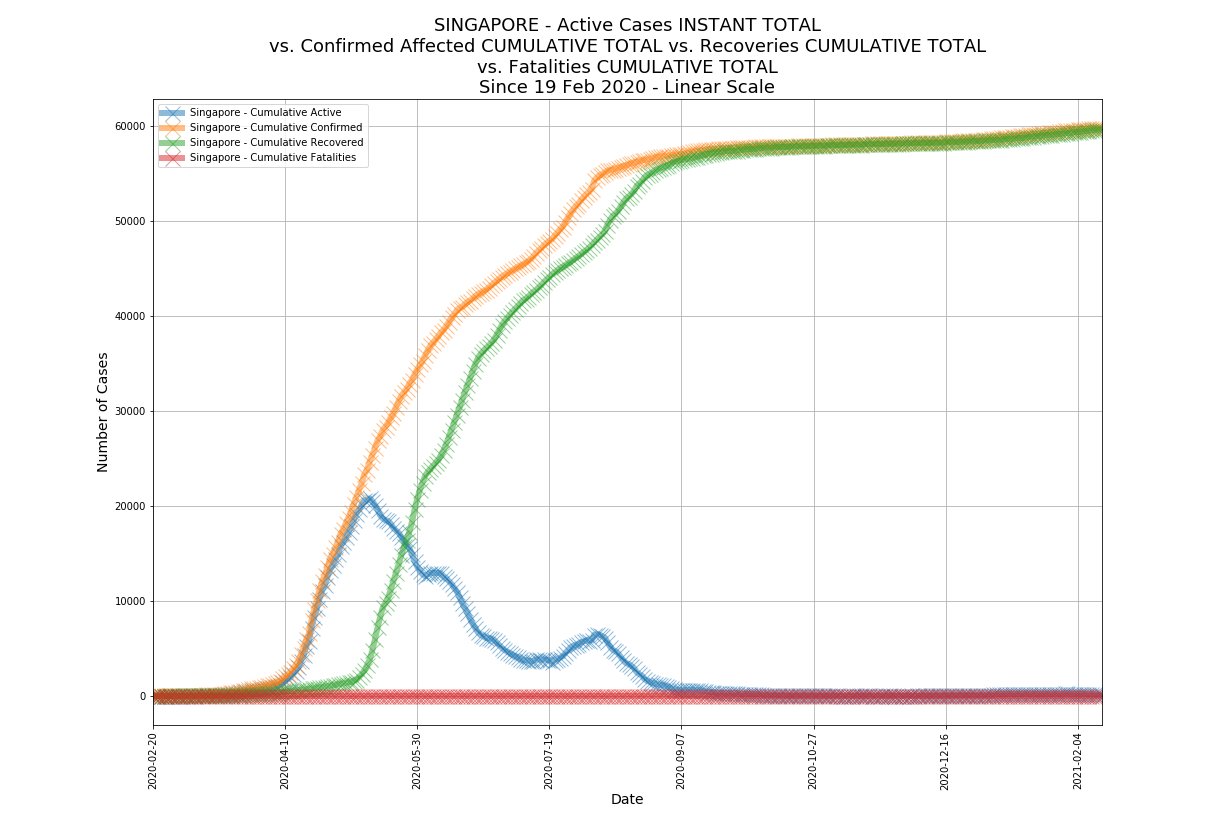 SINGAPORE - Active Cases INSTANT TOTAL
vs. Confirmed Affected CUMULATIVE TOTAL vs. Recoveries CUMULATIVE TOTAL
vs. Fatalities CUMULATIVE TOTAL
Since 19 Feb 2020 - Linear Scale
Singapore - Cumulative Active
Singapore - Cumulative Confirmed
Singapore - Cumulative Recovered
Singapore - Cumulative Fatalities
Number of Cases
60000
50000
40000
30000
20000
10000
0
2020-02-20
2020-04-10
2020-05-30
2020-07-19
2020-09-07
2020-10-27
2020-12-16
2021-02-04
Date